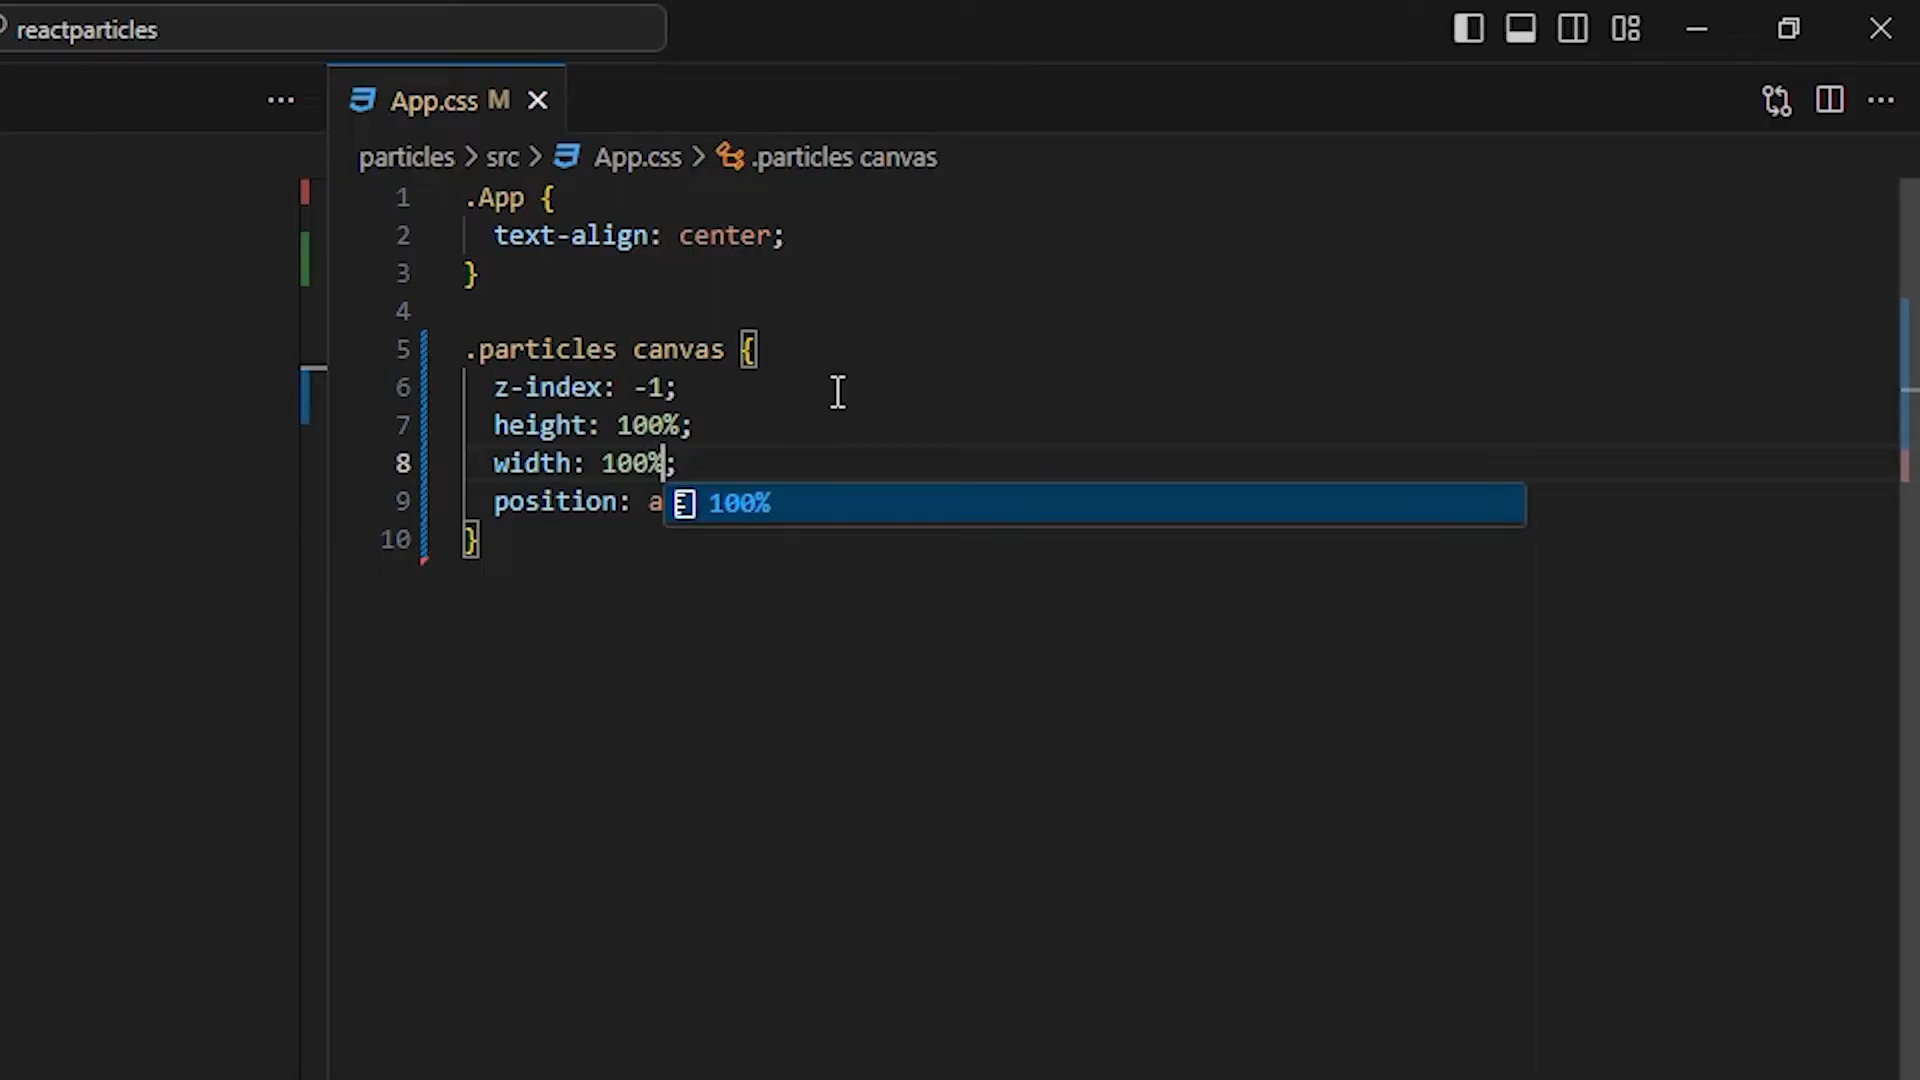 reactparticles
App.css M
particles > src > App.css > .particles canvas
1 .App {
2 text-align: center;
3 }
4
5 .particles canvas {
6 z-index: -1;
7 height: 100%;
8 width: 100%;
9 position: a
100%
10 }